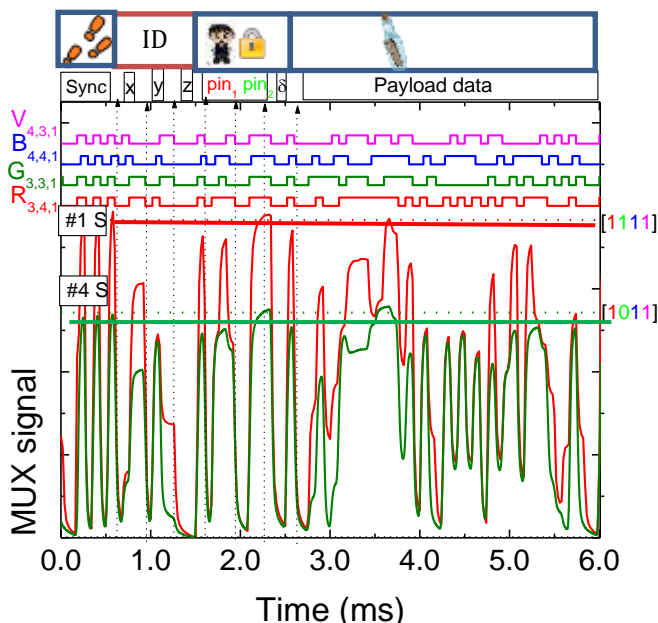 ID
Sync x y z pin1 pin2 δ Payload data
V4,3,1
B4,4,1
G3,3,1
R3,4,1
#1 S
[1111]
#4 S
[1011]
MUX signal
0.0 1.0 2.0 3.0 4.0 5.0 6.0
Time (ms)